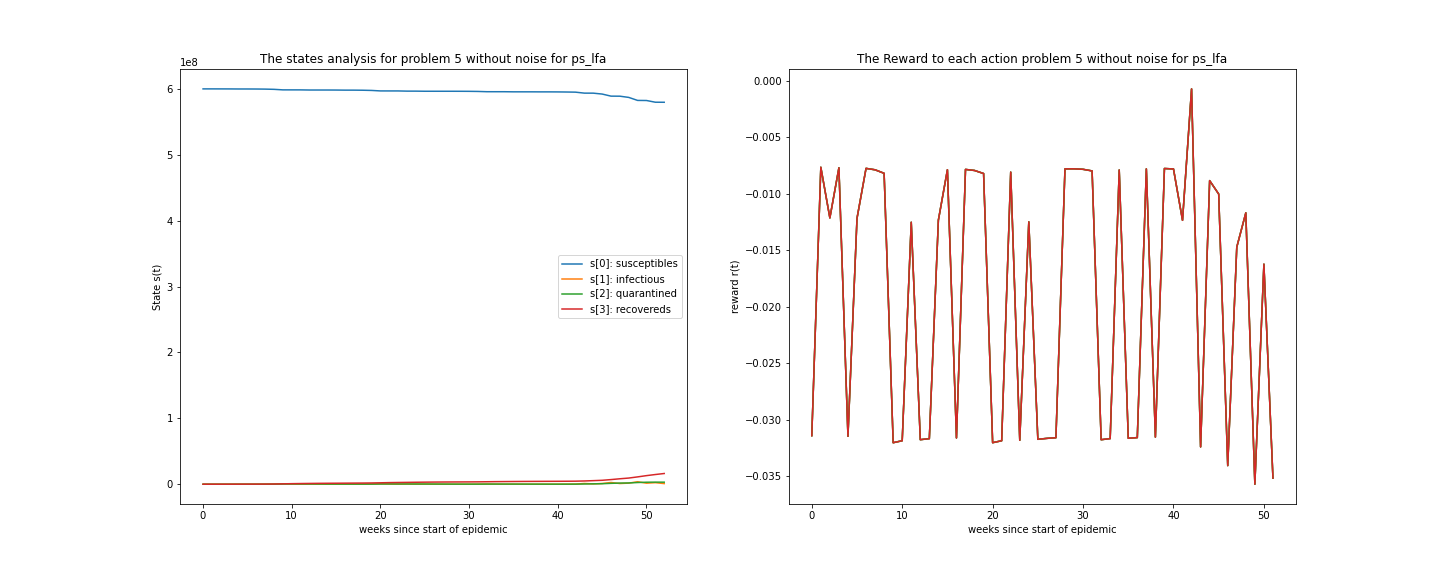 The states analysis for problem 5 without noise for ps_lfa
1e8
6
5
4
3
2
1
0
State s(t)
s[0]: susceptibles
s[1]: infectious
s[2]: quarantined
s[3]: recovereds
0 10 20 30 40 50
weeks since start of epidemic
The Reward to each action problem 5 without noise for ps_lfa
0.000
−0.005
−0.010
−0.015
−0.020
−0.025
−0.030
−0.035
reward r(t)
0 10 20 30 40 50
weeks since start of epidemic